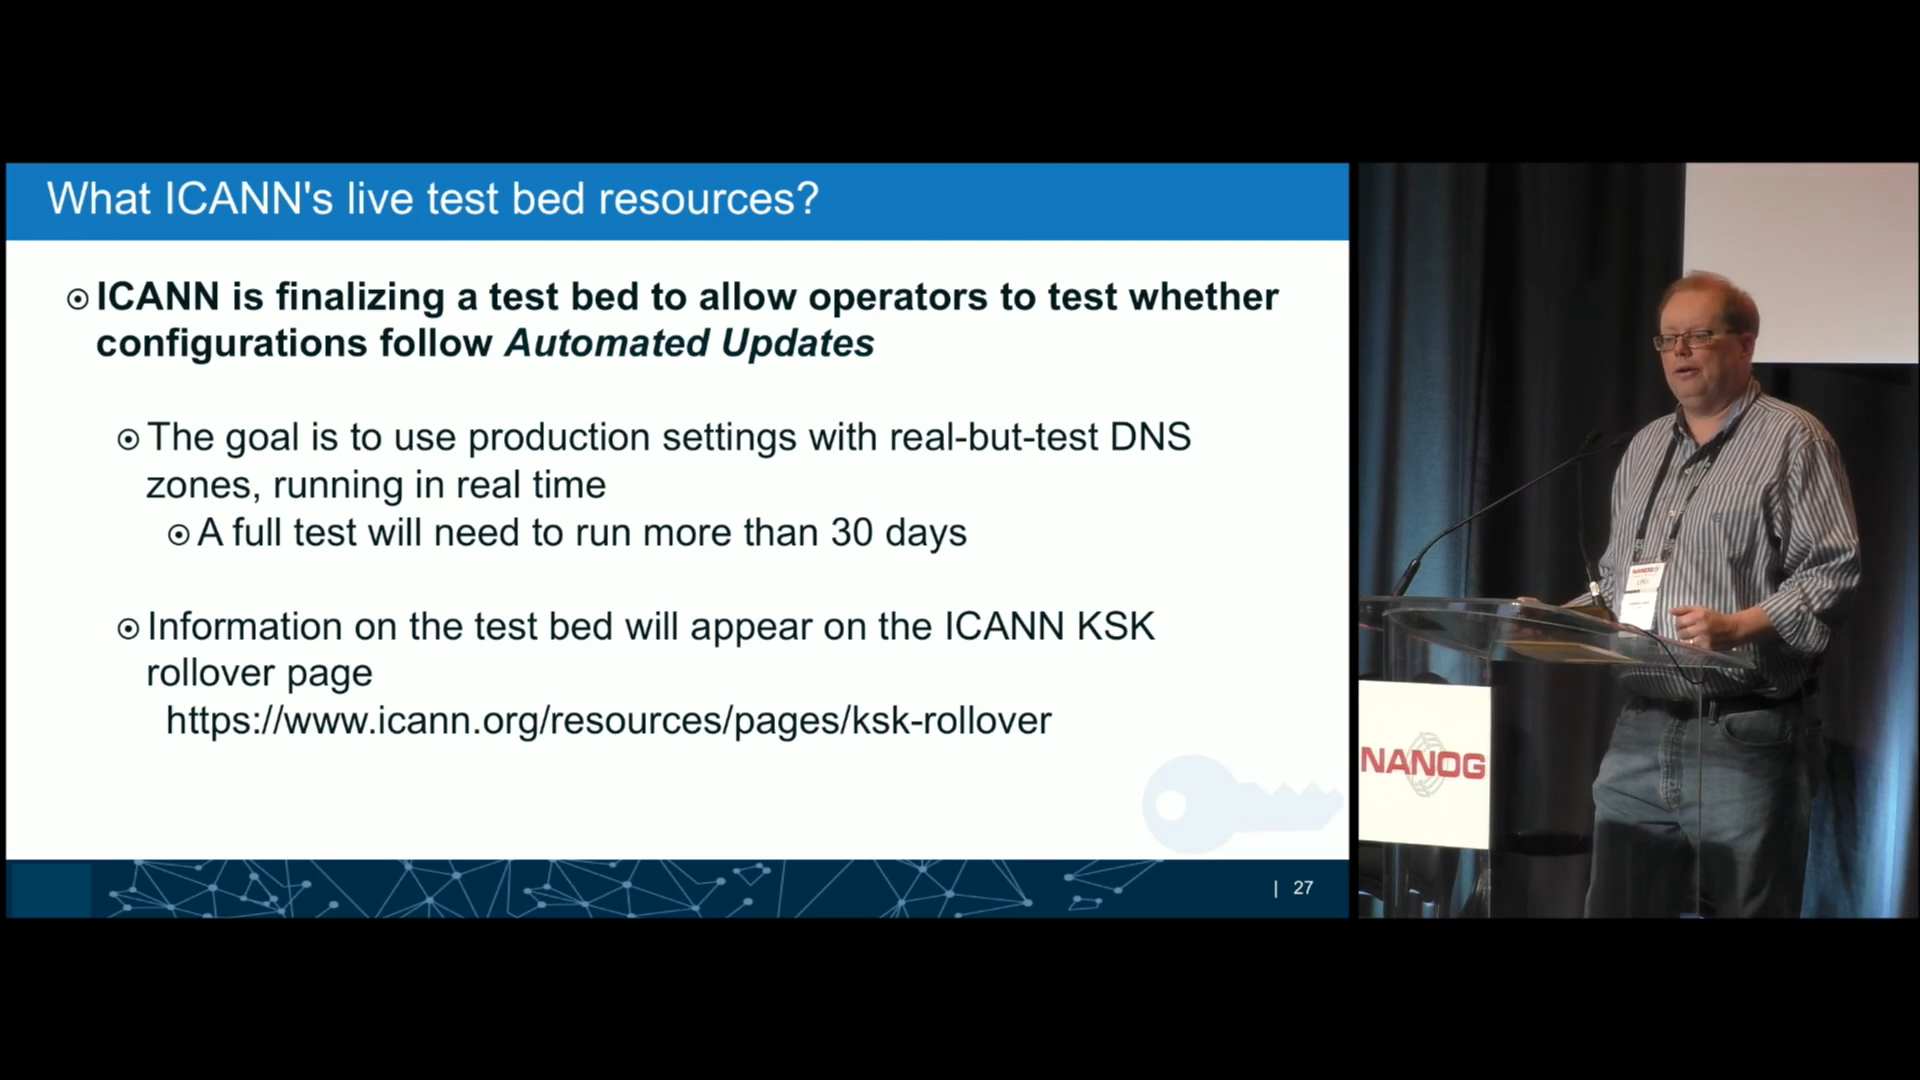 What ICANN's live test bed resources?
ICANN is finalizing a test bed to allow operators to test whether
configurations follow Automated Updates
The goal is to use production settings with real-but-test DNS
zones, running in real time
A full test will need to run more than 30 days
Information on the test bed will appear on the ICANN KSK
rollover page
https://www.icann.org/resources/pages/ksk-rollover
| 27
NANOG